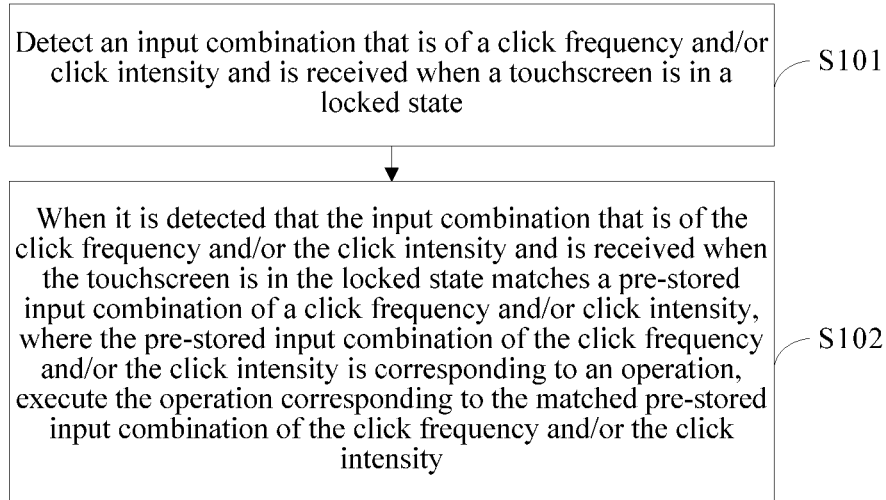 Detect an input combination that is of a click frequency and/or
click intensity and is received when a touchscreen is in a
locked state
S101
When it is detected that the input combination that is of the
click frequency and/or the click intensity and is received when
the touchscreen is in the locked state matches a pre-stored
input combination of a click frequency and/or click intensity,
where the pre-stored input combination of the click frequency
and/or the click intensity is corresponding to an operation,
execute the operation corresponding to the matched pre-stored
input combination of the click frequency and/or the click
intensity
S102